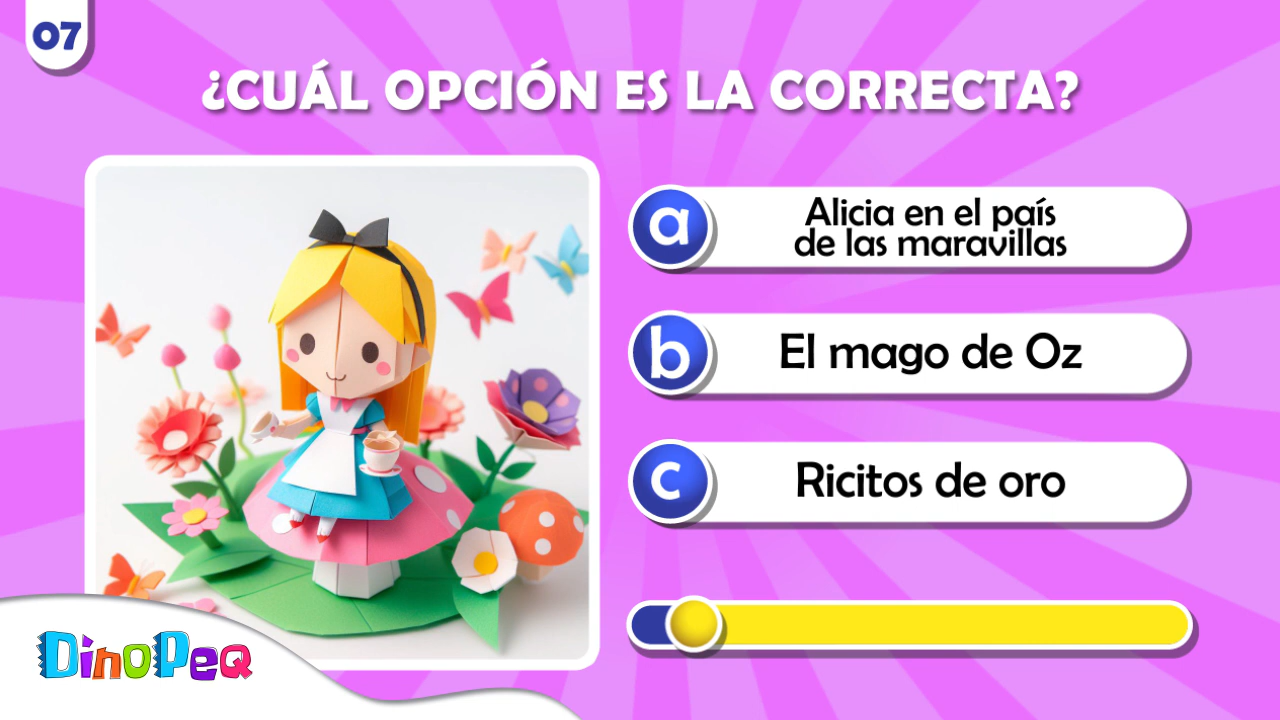 07
¿CUÁL OPCIÓN ES LA CORRECTA?
a
Alicia en el país
de las maravillas
b
El mago de Oz
c
Ricitos de oro
DinoPeQ